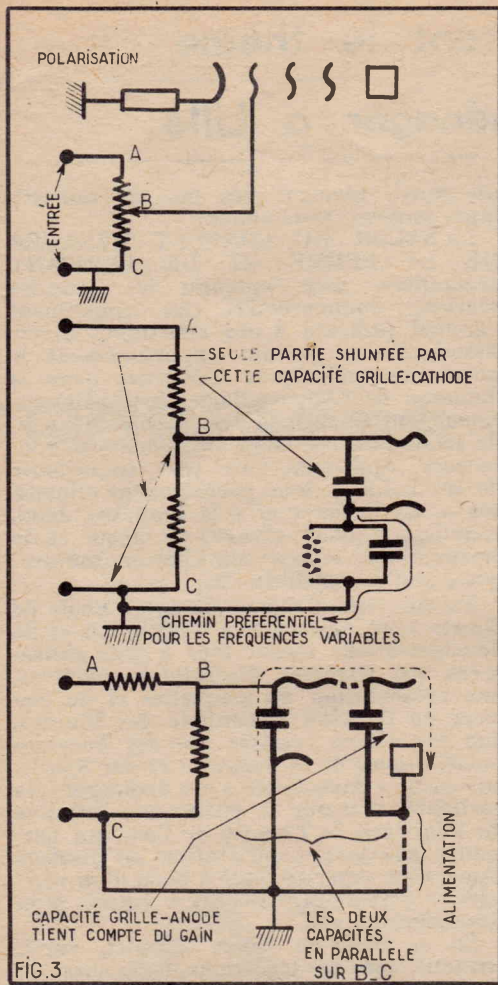 POLARISATION
ENTRÉE
A
B
C
A
SEULE PARTIE SHUNTÉE PAR
CETTE CAPACITÉ GRILLE-CATHODE
B
C
CHEMIN PRÉFÉRENTIEL
POUR LES FRÉQUENCES VARIABLES
A
B
C
ALIMENTATION
CAPACITÉ GRILLE-ANODE
TIENT COMPTE DU GAIN
LES DEUX
CAPACITÉS
EN PARALLÈLE
SUR B_C
FIG.3